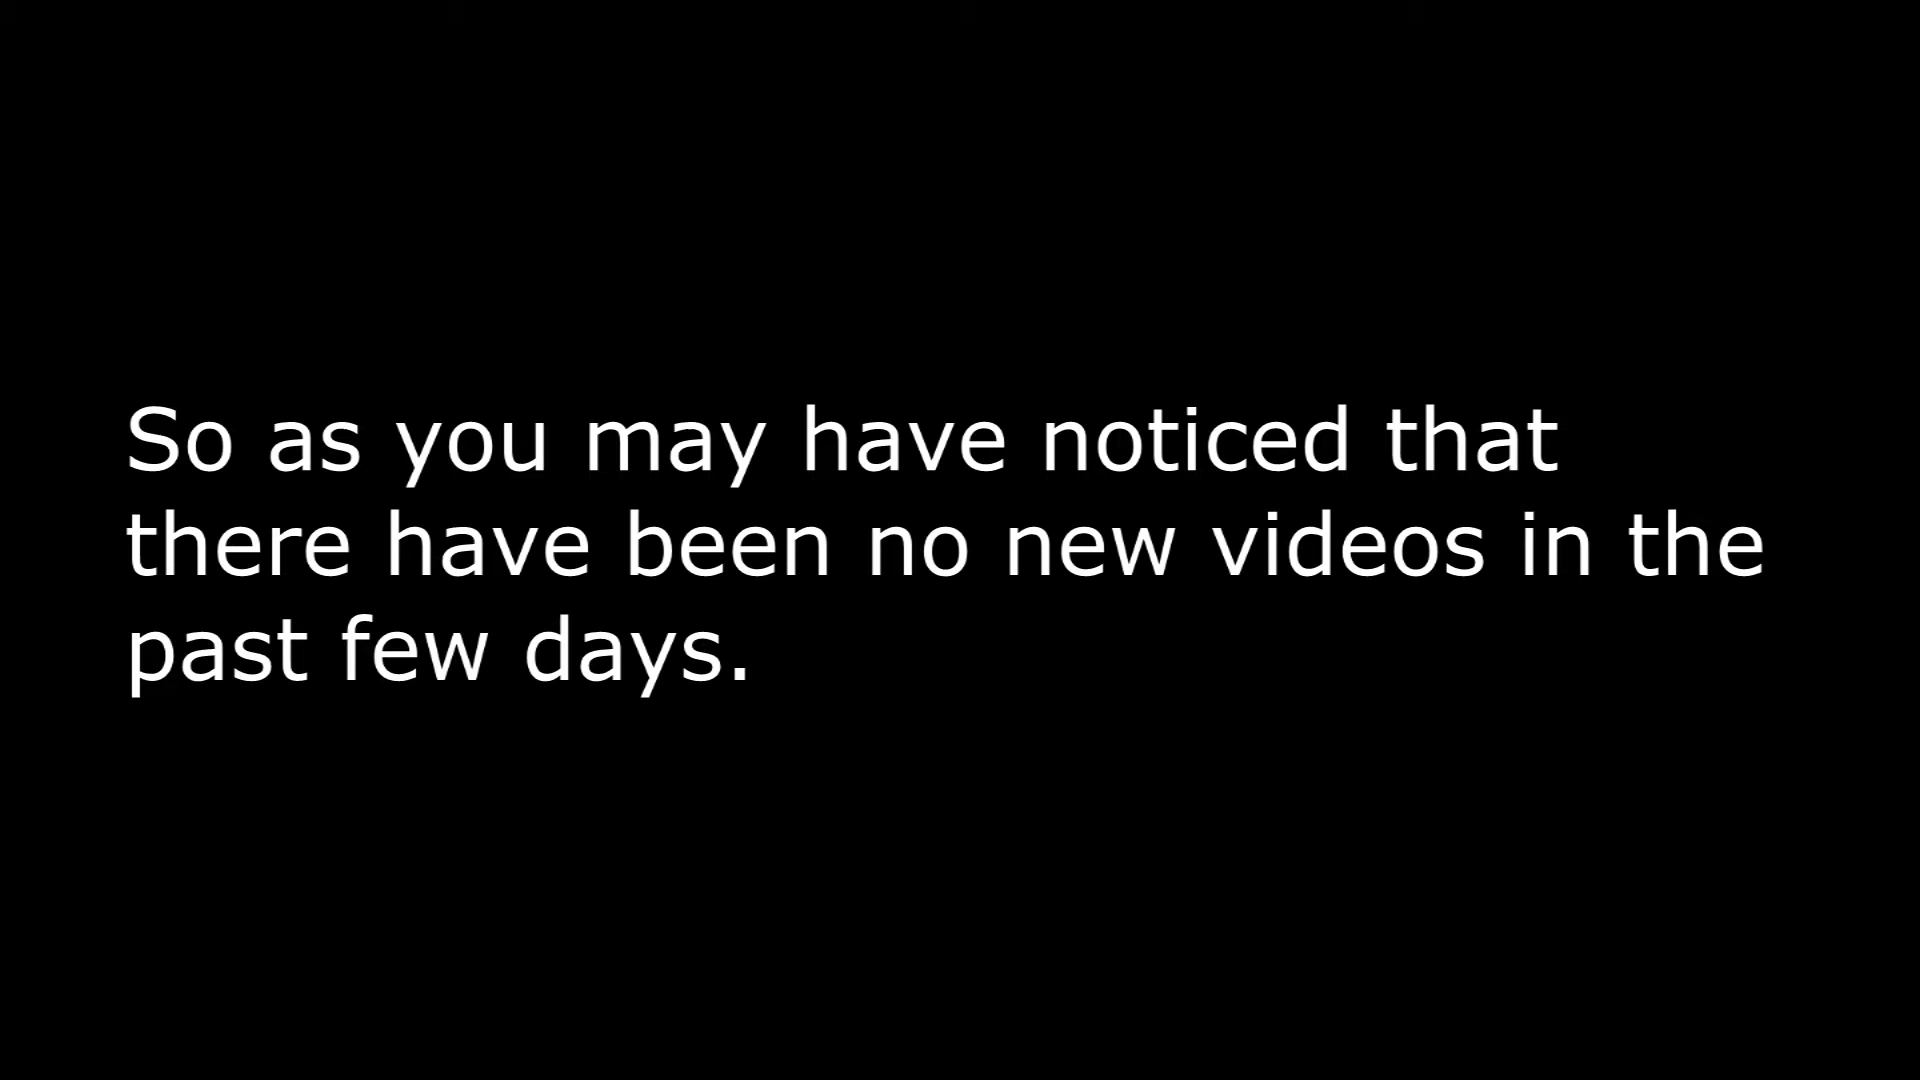 So as you may have noticed that
there have been no new videos in the
past few days.